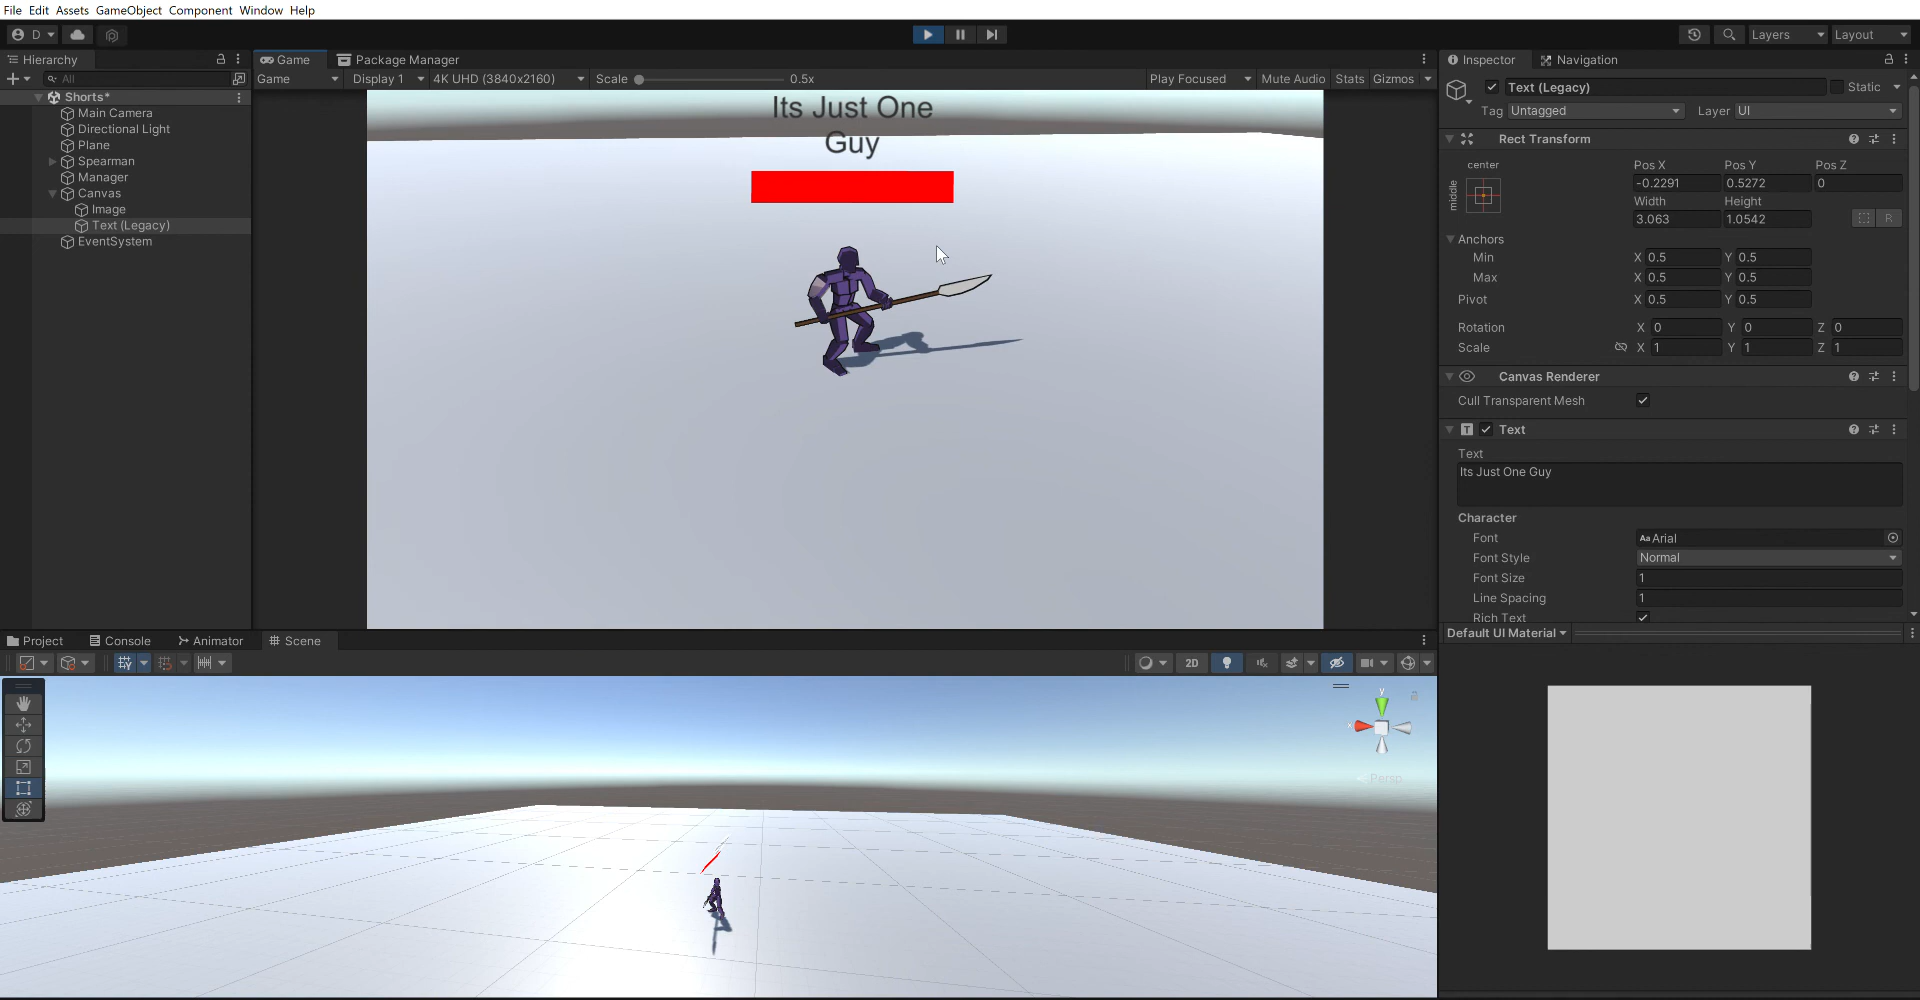 File Edit Assets GameObject Component Window Help
D
Layers
Layout
Hierarchy
Game
Package Manager
Inspector
Navigation
All
Game
Display 1
4K UHD (3840x2160)
Scale
0.5x
Play Focused
Mute Audio
Stats
Gizmos
Text (Legacy)
Static
Tag Untagged
Layer UI
Shorts*
Main Camera
Directional Light
Plane
Spearman
Manager
Canvas
Image
Text (Legacy)
EventSystem
Its Just One
Guy
Rect Transform
center
middle
Pos X
Pos Y
Pos Z
-0.2291
0.5272
0
Width
Height
3.063
1.0542
R
Anchors
Min
X 0.5
Y 0.5
Max
X 0.5
Y 0.5
Pivot
X 0.5
Y 0.5
Rotation
X 0
Y 0
Z 0
Scale
X 1
Y 1
Z 1
Canvas Renderer
Cull Transparent Mesh
T
Text
Text
Its Just One Guy
Character
Font
Aa Arial
Font Style
Normal
Font Size
1
Line Spacing
1
Rich Text
Default UI Material
Project
Console
Animator
Scene
2D
y
x
Persp